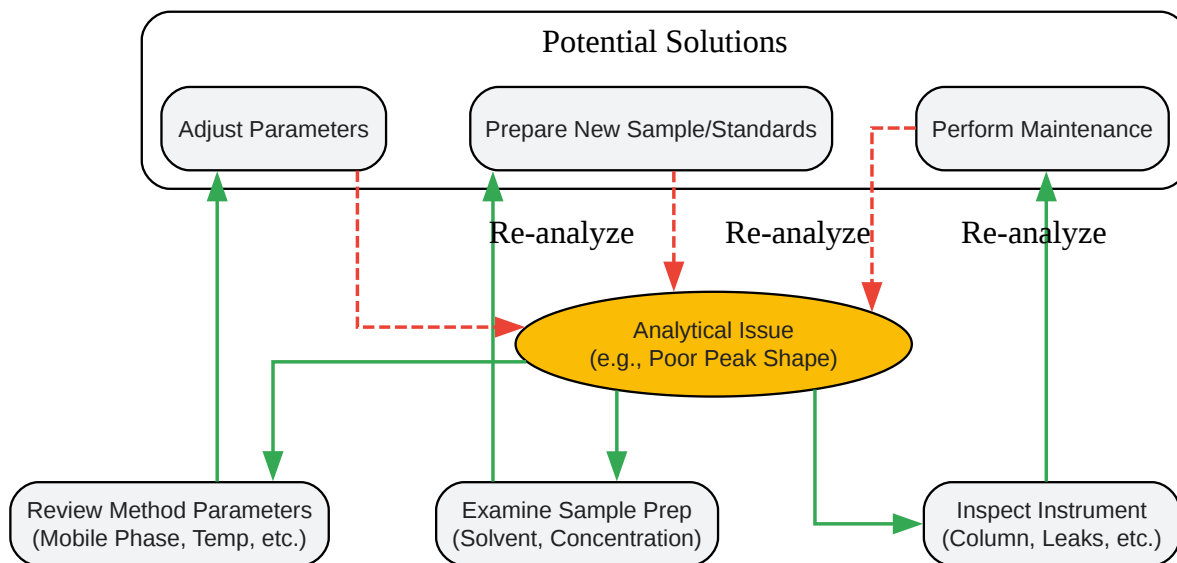 Potential Solutions
Adjust Parameters
Prepare New Sample/Standards
Perform Maintenance
Re-analyze
Re-analyze
Re-analyze
Analytical Issue
(e.g., Poor Peak Shape)
Review Method Parameters
(Mobile Phase, Temp, etc.)
Examine Sample Prep
(Solvent, Concentration)
Inspect Instrument
(Column, Leaks, etc.)